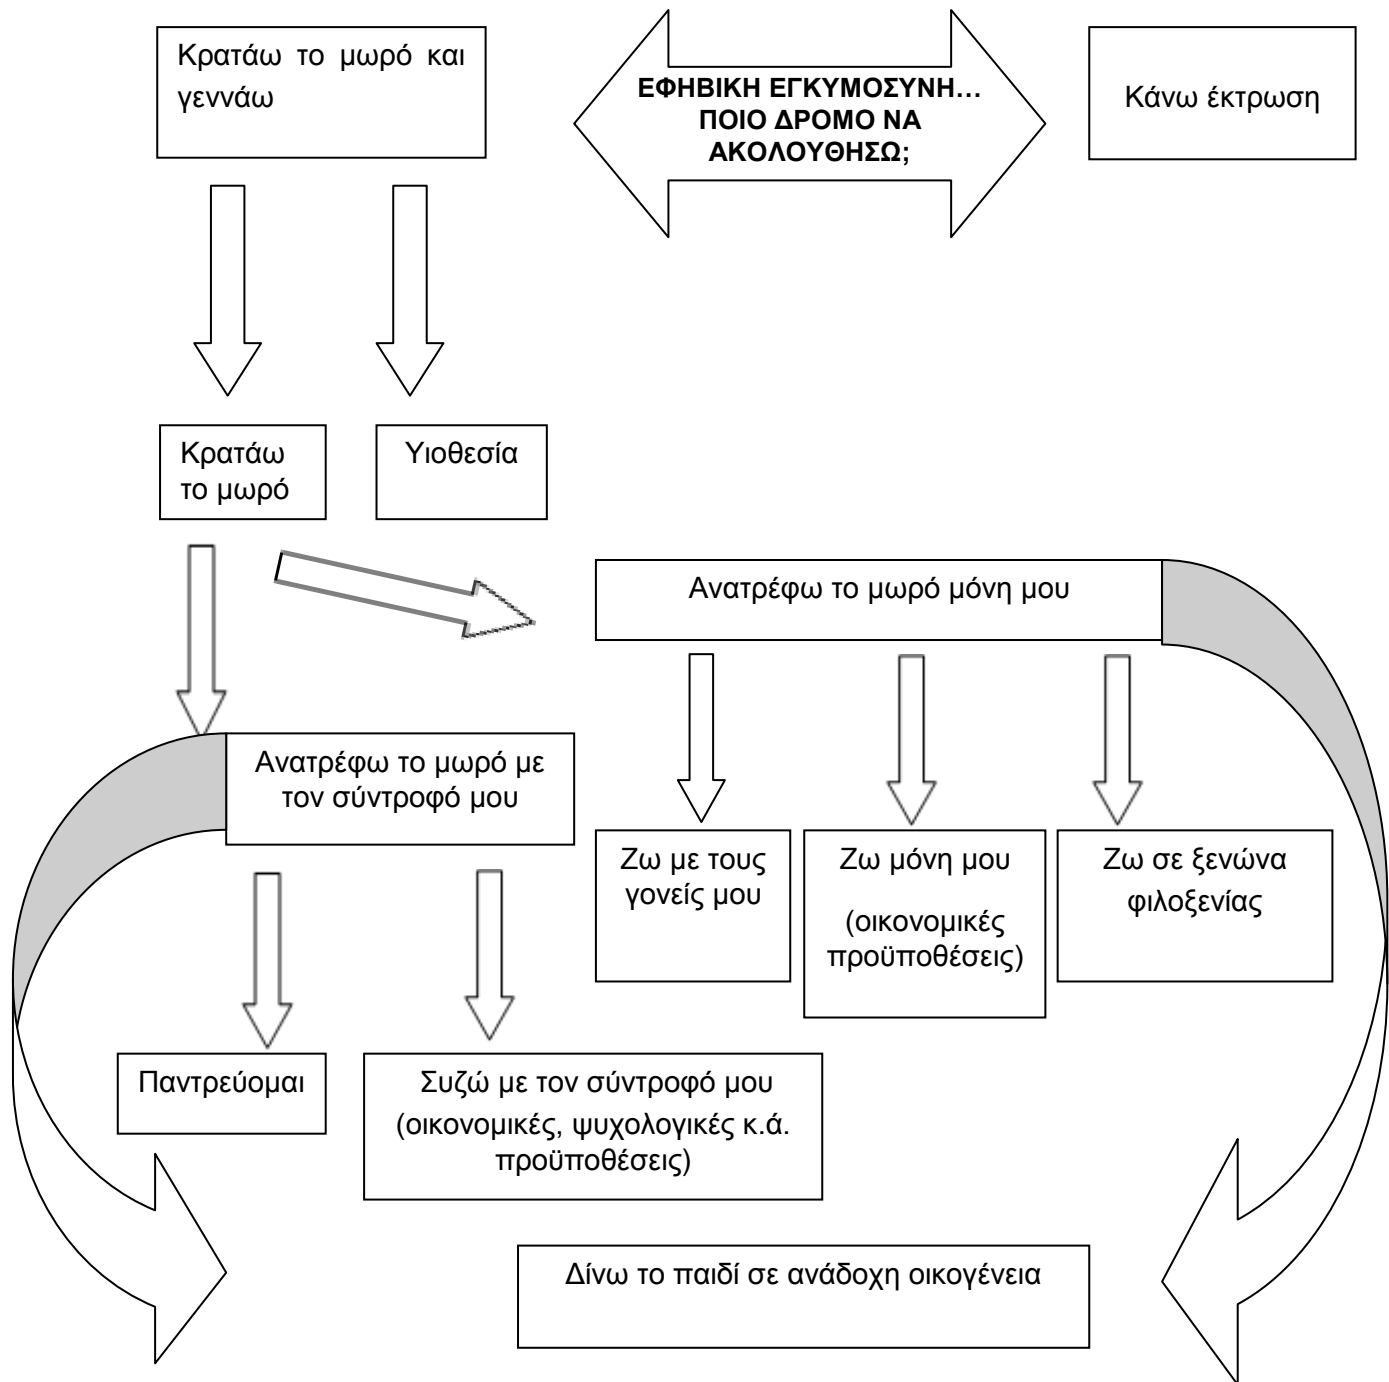 Κρατάω το μωρό και
γεννάω
ΕΦΗΒΙΚΗ ΕΓΚΥΜΟΣΥΝΗ…
ΠΟΙΟ ΔΡΟΜΟ ΝΑ
ΑΚΟΛΟΥΘΗΣΩ;
Κάνω έκτρωση
Κρατάω
το μωρό
Υιοθεσία
Ανατρέφω το μωρό μόνη μου
Ανατρέφω το μωρό με
τον σύντροφό μου
Ζω με τους
γονείς μου
Ζω μόνη μου
(οικονομικές
προϋποθέσεις)
Ζω σε ξενώνα
φιλοξενίας
Παντρεύομαι
Συζώ με τον σύντροφό μου
(οικονομικές, ψυχολογικές κ.ά.
προϋποθέσεις)
Δίνω το παιδί σε ανάδοχη οικογένεια